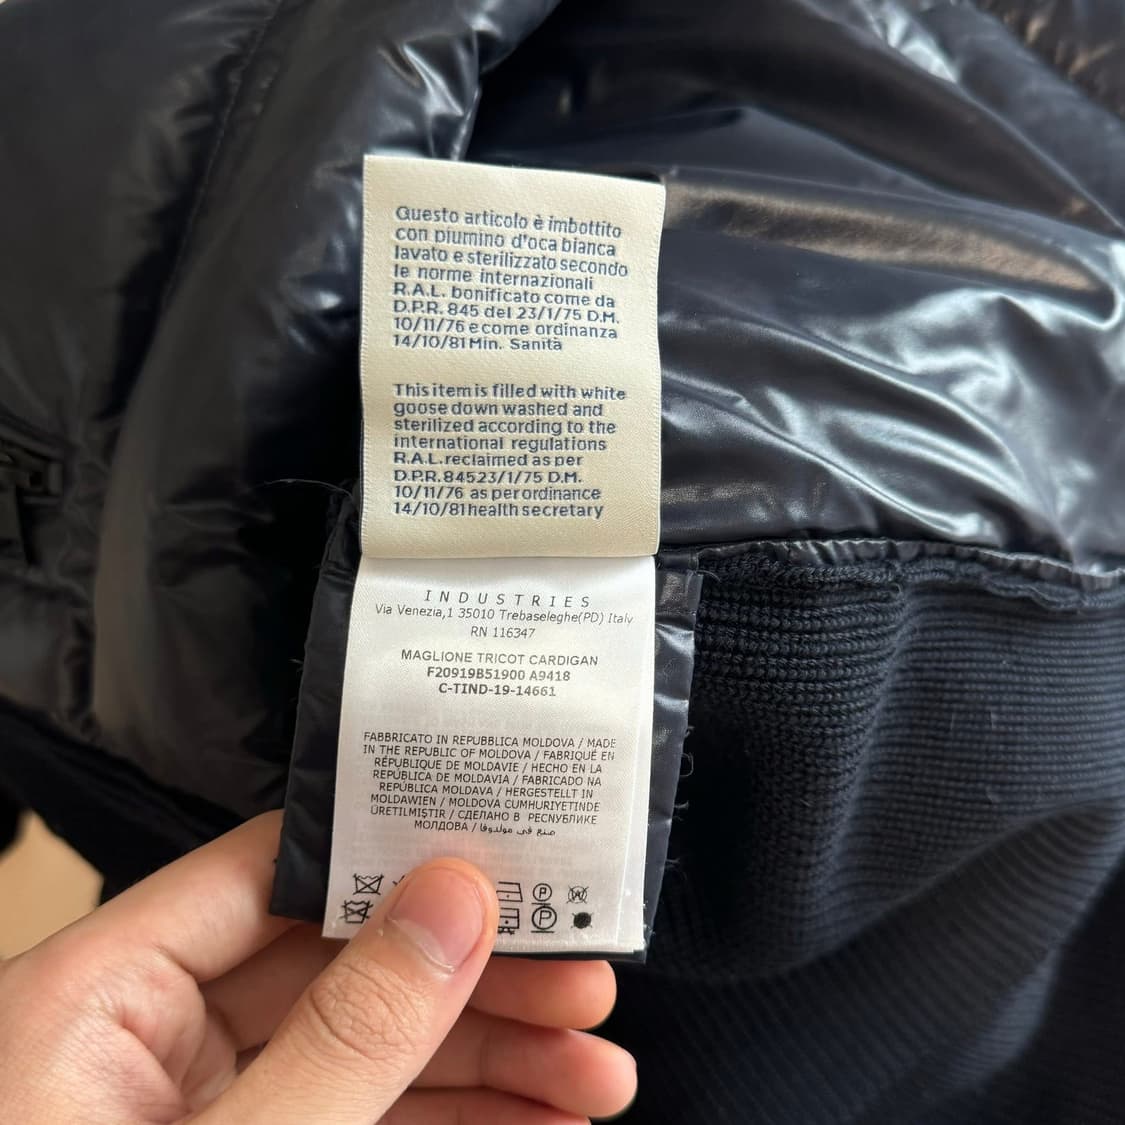 Questo articolo è imbottito
con piumino d'oca bianca
lavato e sterilizzato secondo
le norme internazionali
R.A.L. bonificato come da
D.P.R. 845 del 23/1/75 D.M.
10/11/76 e come ordinanza
14/10/81 Min. Sanità
This item is filled with white
goose down washed and
sterilized according to the
international regulations
R.A.L. reclaimed as per
D.P.R. 84523/1/75 D.M.
10/11/76 as per ordinance
14/10/81 health secretary
INDUSTRIES
Via Venezia,1 35010 Trebaseleghe(PD) Italy
RN 116347
MAGLIONE TRICOT CARDIGAN
F20919B51900 A9418
C-TIND-19-14661
FABBRICATO IN REPUBBLICA MOLDOVA / MADE
IN THE REPUBLIC OF MOLDOVA / FABRIQUÉ EN
RÉPUBLIQUE DE MOLDAVIE / HECHO EN LA
REPÚBLICA DE MOLDAVIA / FABRICADO NA
REPÚBLICA MOLDAVA / HERGESTELLT IN
MOLDAWIEN / MOLDOVA CUMHURIYETINDE
ÜRETILMIŞTIR / СДЕЛАНО В РЕСПУБЛИКЕ
МОЛДОВА / صنع في مولدوفا
P
W
P